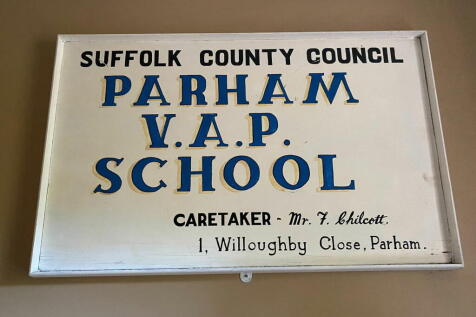 SUFFOLK COUNTY COUNCIL
PARHAM
V.A.P.
SCHOOL
CARETAKER - Mr. F. Chilcott.
1, Willoughby Close, Parham.